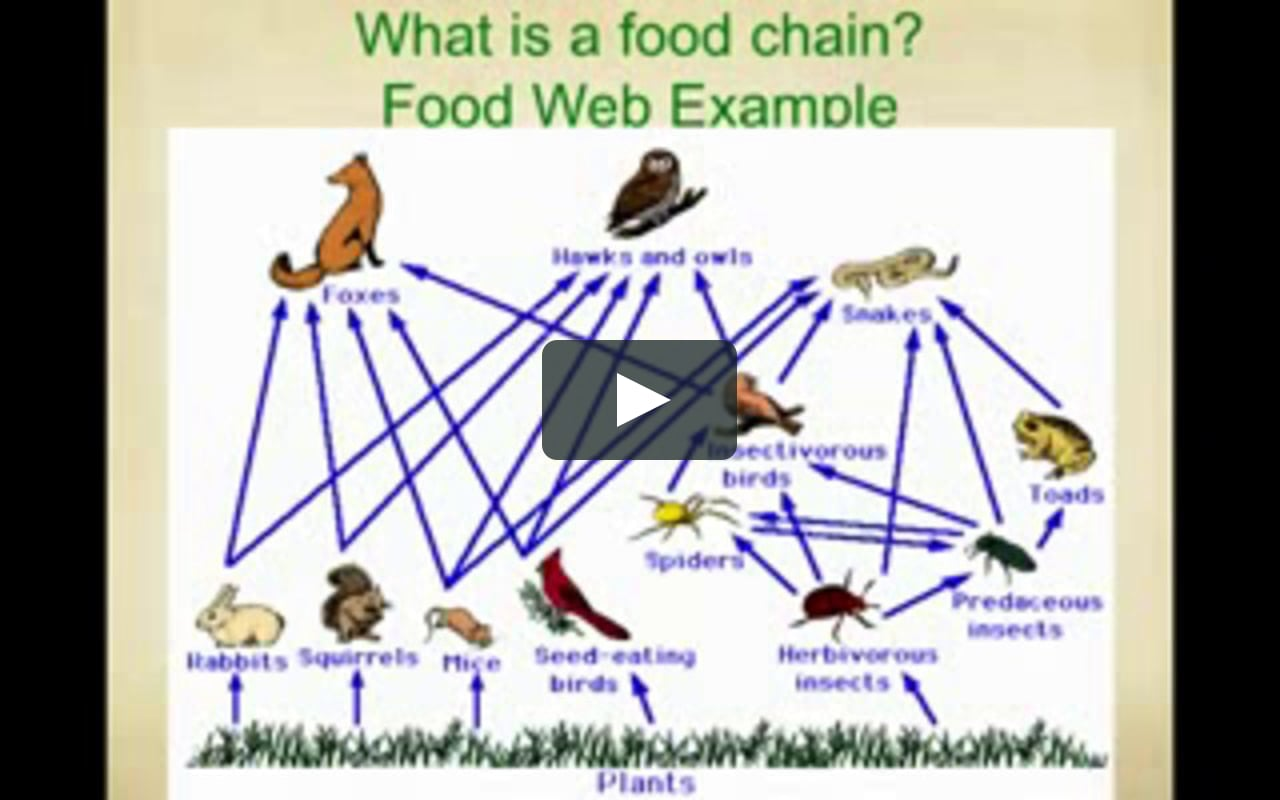 What is a food chain?
Food Web Example
Hawks and owls
Foxes
Snakes
Insectivorous
birds
Toads
Spiders
Predaceous
insects
Rabbits
Squirrels
Mice
Seed-eating
birds
Herbivorous
insects
Plants